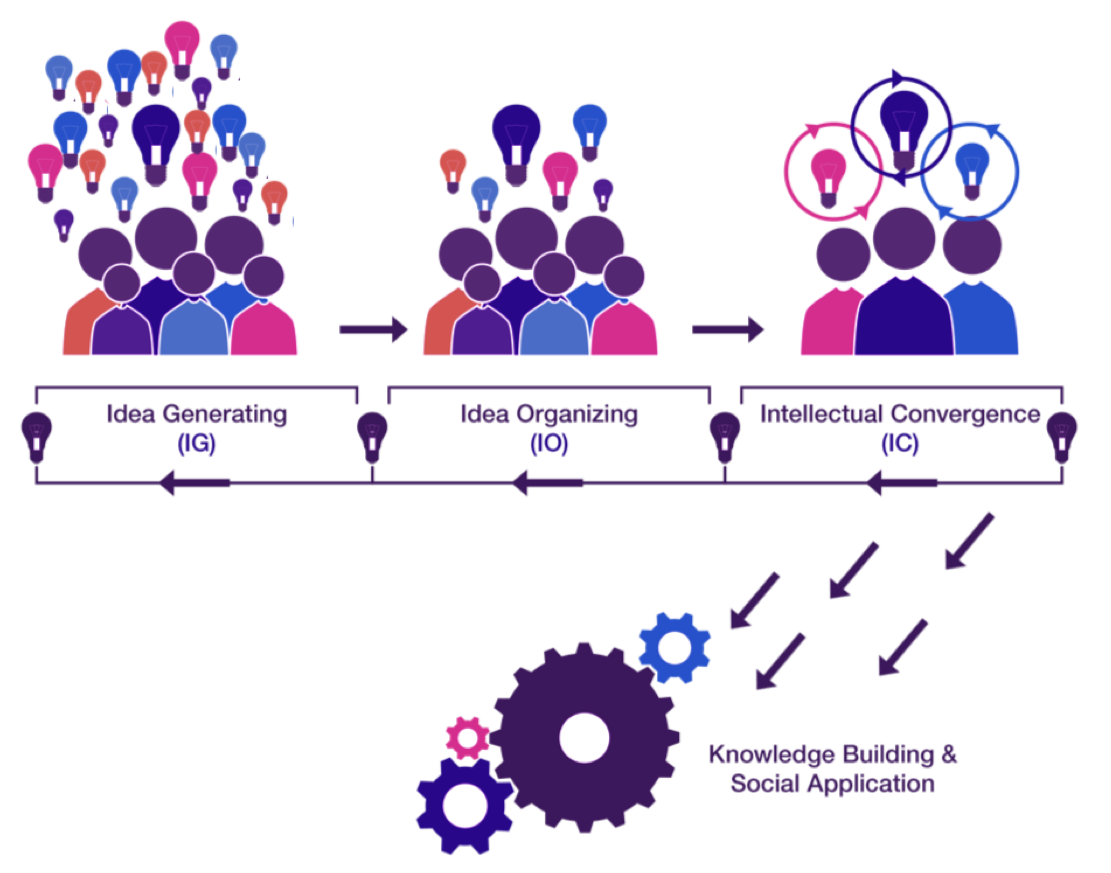 Idea Generating
(IG)
Idea Organizing
(IO)
Intellectual Convergence
(IC)
Knowledge Building &
Social Application